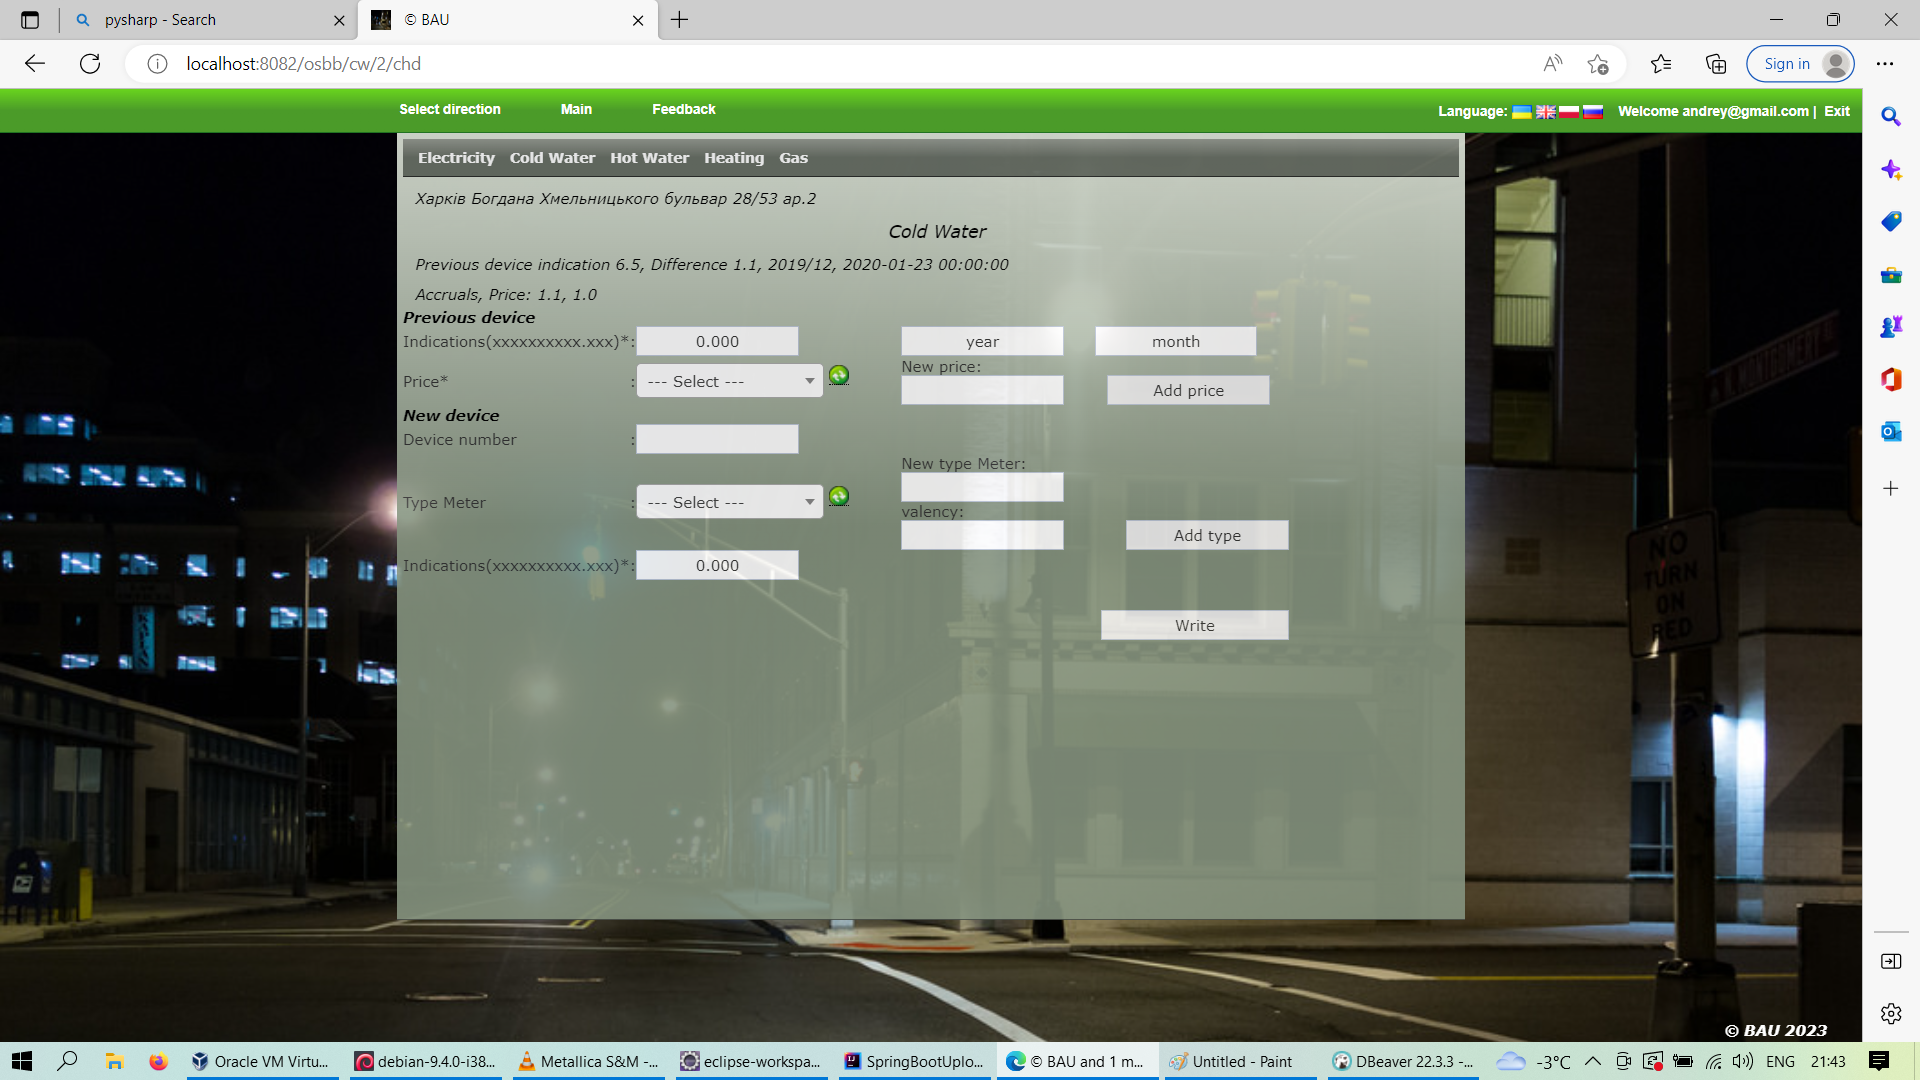 pysharp - Search
© BAU
localhost:8082/osbb/cw/2/chd
Sign in
Select direction Main Feedback
Language: Welcome andrey@gmail.com | Exit
Electricity Cold Water Hot Water Heating Gas
Харків Богдана Хмельницького бульвар 28/53 ap.2
Cold Water
Previous device indication 6.5, Difference 1.1, 2019/12, 2020-01-23 00:00:00
Accruals, Price: 1.1, 1.0
Previous device
Indications(xxxxxxxxxx.xxx)*: 0.000 year month
New price:
Price* : --- Select --- Add price
New device
Device number :
New type Meter:
Type Meter : --- Select ---
valency:
Add type
Indications(xxxxxxxxxx.xxx)*: 0.000
Write
N MONTGOMERY
NO
TURN
ON
RED
KAPLAN
© BAU 2023
Oracle VM Virtu... debian-9.4.0-i38... Metallica S&M -... eclipse-workspa... SpringBootUplo... © BAU and 1 m... Untitled - Paint DBeaver 22.3.3 -... -3°C ENG 21:43